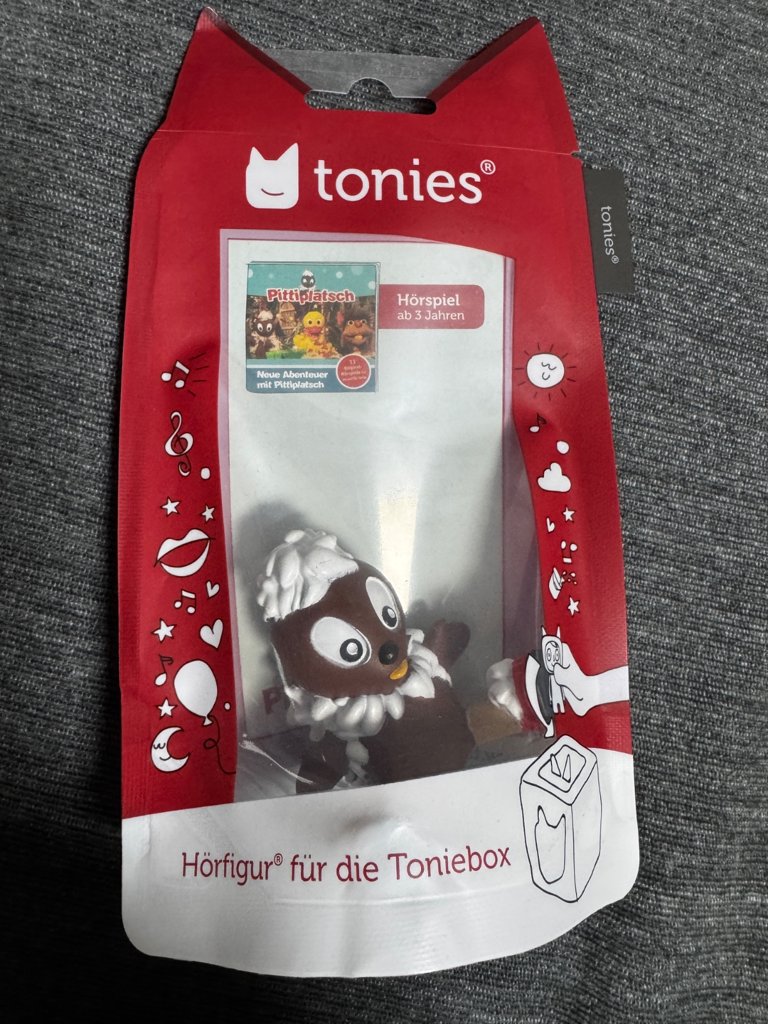 tonies®
tonies®
Pittiplatsch
Hörspiel
ab 3 Jahren
Neue Abenteuer
mit Pittiplatsch
Hörfigur® für die Toniebox